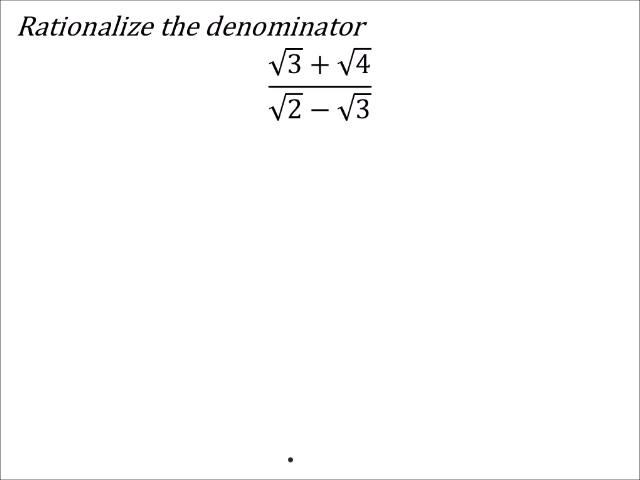 Rationalize the denominator
√3 + √4
√2 − √3